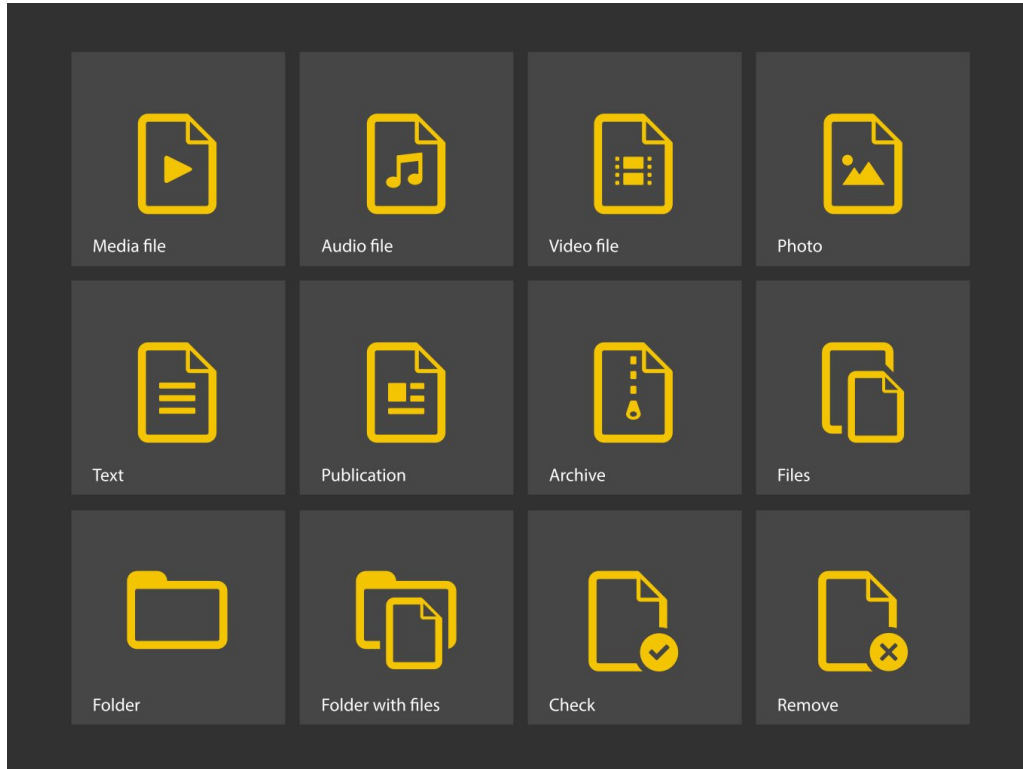 Media file
Audio file
Video file
Photo
Text
Publication
Archive
Files
Folder
Folder with files
Check
Remove